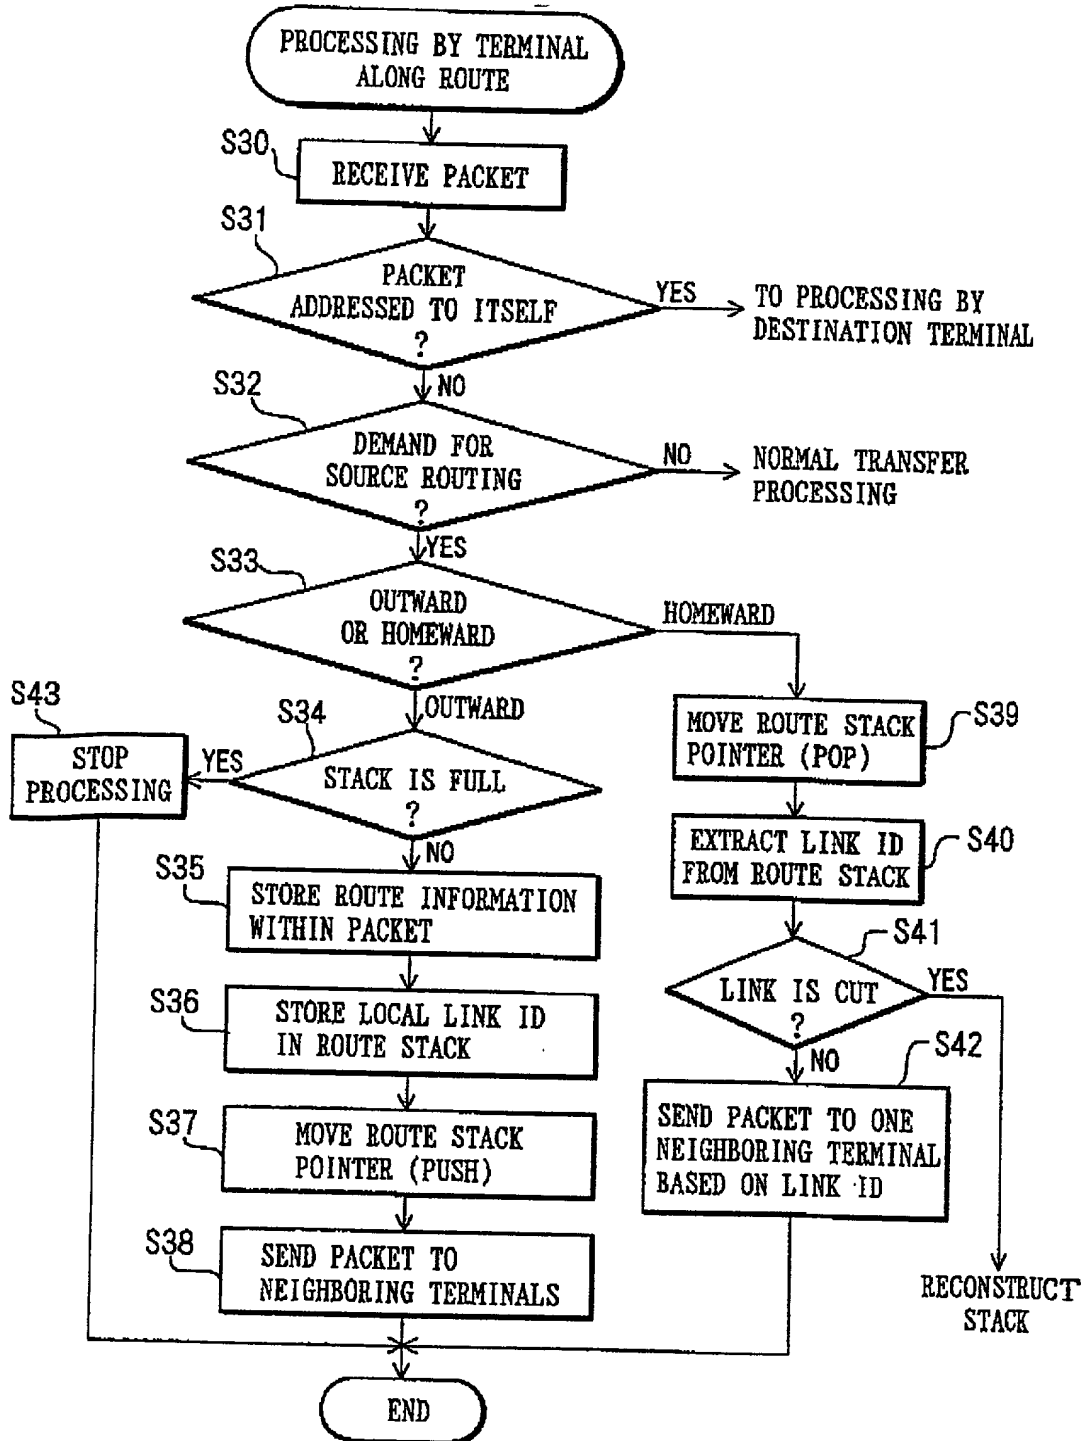 PROCESSING BY TERMINAL
ALONG ROUTE
S30
RECEIVE PACKET
S31
PACKET
ADDRESSED TO ITSELF
?
YES
TO PROCESSING BY
DESTINATION TERMINAL
NO
S32
DEMAND FOR
SOURCE ROUTING
?
NO
NORMAL TRANSFER
PROCESSING
YES
S33
OUTWARD
OR HOMEWARD
?
HOMEWARD
OUTWARD
S43
STOP
PROCESSING
YES
S34
STACK IS FULL
?
NO
S39
MOVE ROUTE STACK
POINTER (POP)
S40
EXTRACT LINK ID
FROM ROUTE STACK
S35
STORE ROUTE INFORMATION
WITHIN PACKET
S41
LINK IS CUT
?
YES
NO
S36
STORE LOCAL LINK ID
IN ROUTE STACK
S42
SEND PACKET TO ONE
NEIGHBORING TERMINAL
BASED ON LINK ID
S37
MOVE ROUTE STACK
POINTER (PUSH)
S38
SEND PACKET TO
NEIGHBORING TERMINALS
RECONSTRUCT
STACK
END